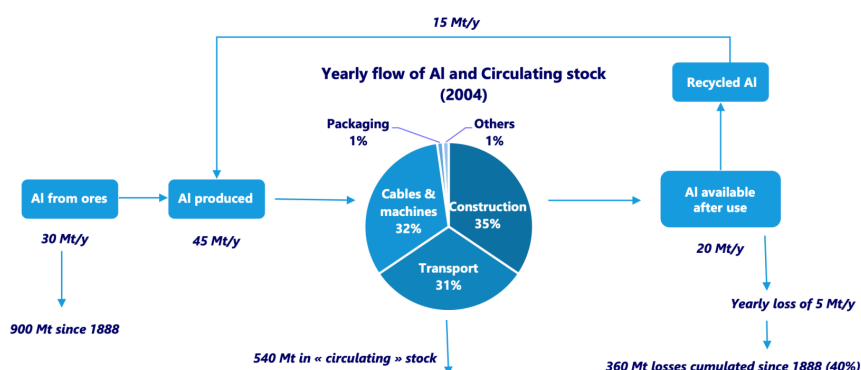 15 Mt/y
Yearly flow of Al and Circulating stock
(2004)
Recycled Al
Packaging
1%
Others
1%
Al from ores
Al produced
Cables &
machines
32%
Construction
35%
Al available
after use
30 Mt/y
45 Mt/y
Transport
31%
20 Mt/y
Yearly loss of 5 Mt/y
900 Mt since 1888
540 Mt in « circulating » stock
360 Mt losses cumulated since 1888 (40%)